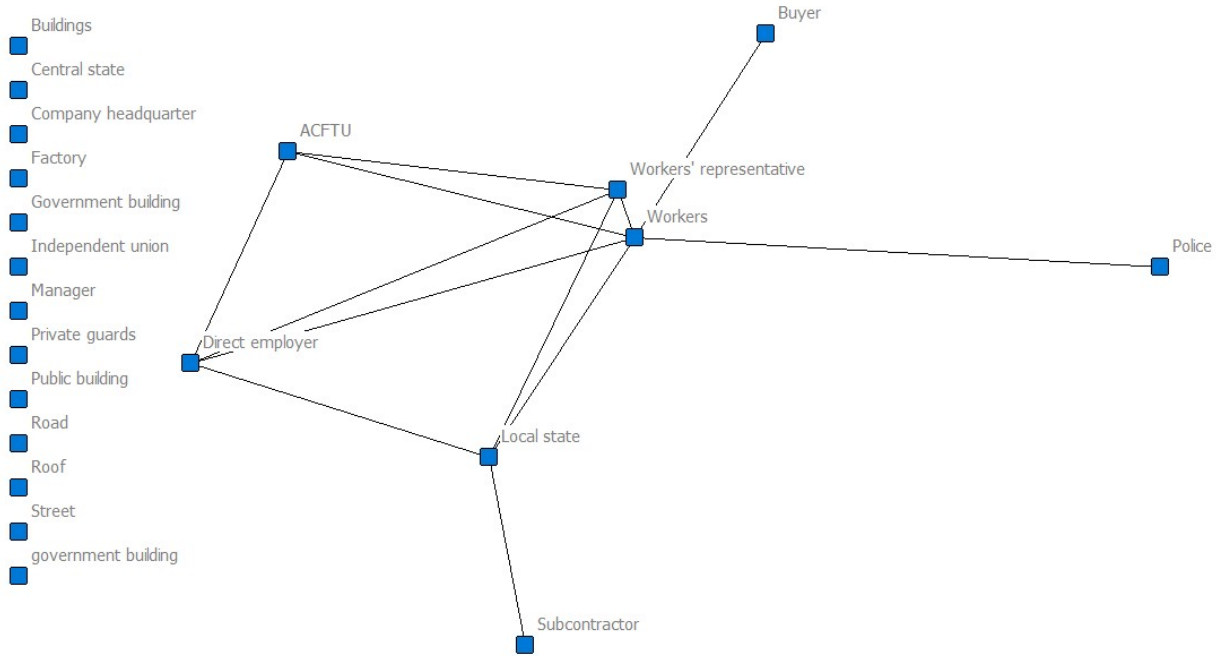 Buildings
Central state
Company headquarter
Factory
Government building
Independent union
Manager
Private guards
Public building
Road
Roof
Street
government building
Buyer
ACFTU
Workers' representative
Workers
Police
Direct employer
Local state
Subcontractor